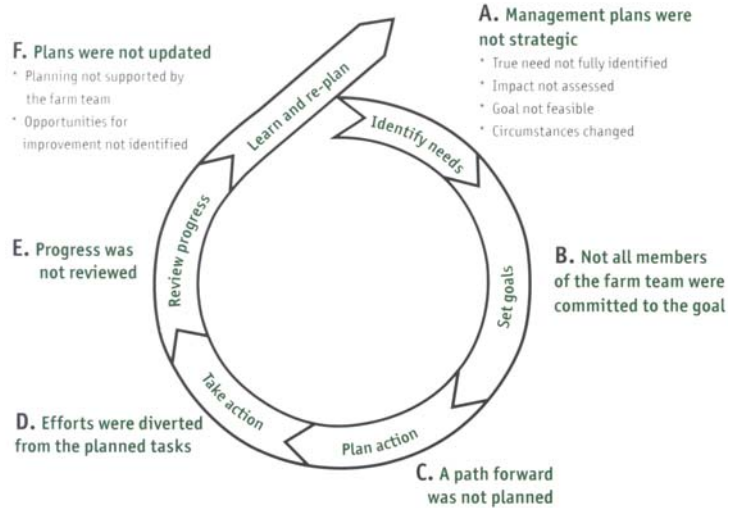 A. Management plans were
not strategic
* True need not fully identified
* Impact not assessed
* Goal not feasible
* Circumstances changed
F. Plans were not updated
* Planning not supported by
the farm team
* Opportunities for
improvement not identified
Learn and re-plan
Identify needs
Review progress
E. Progress was
not reviewed
B. Not all members
of the farm team were
committed to the goal
Set goals
Take action
D. Efforts were diverted
from the planned tasks
Plan action
C. A path forward
was not planned